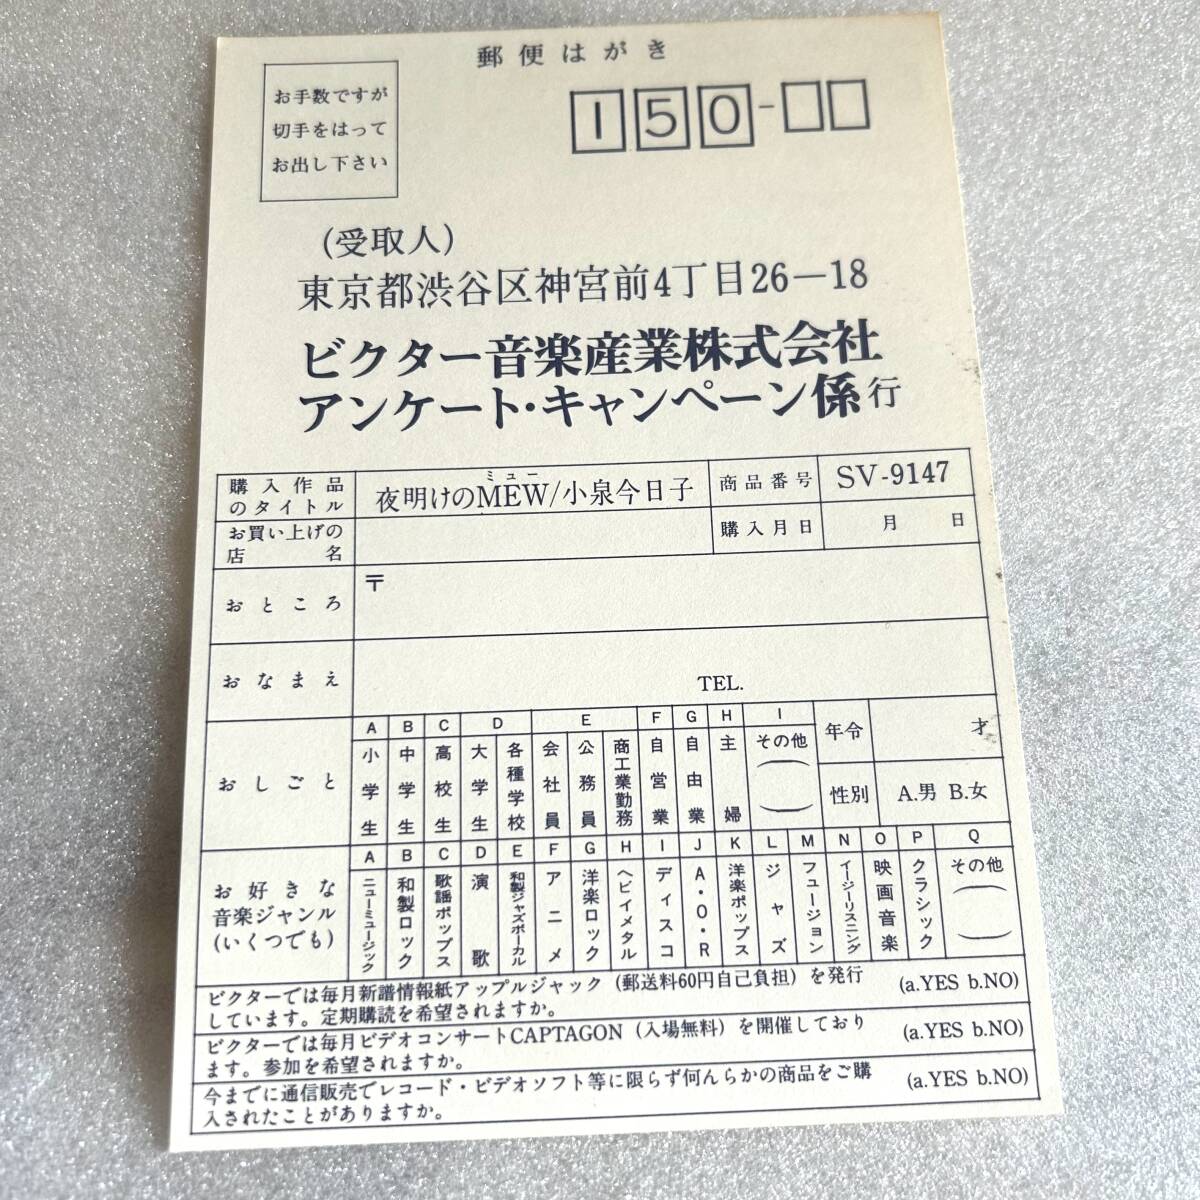 郵便はがき
お手数ですが
切手をはって
お出し下さい
150-
(受取人)
東京都渋谷区神宮前4丁目26-18
ビクター音楽産業株式会社
アンケート・キャンペーン係行
購入作品のタイトル
夜明けのMEW/小泉今日子
ミュー
商品番号
SV-9147
お買い上げの店名
購入月日
月 日
おところ
〒
おなまえ
TEL.
おしごと
A B C D E F G H I
小学生 中学生 高校生 大学生 各種学校 会社員 公務員 商工業勤務 自営業 自由業 主婦 その他
年令 才
性別 A.男 B.女
お好きな
音楽ジャンル
(いくつでも)
A B C D E F G H I J K L M N O P Q
ニューミュージック 和製ロック 歌謡ポップス 演歌 和製ジャズボーカル アニメ 洋楽ロック ヘビイメタル ディスコ A・O・R 洋楽ポップス ジャズ フュージョン イージーリスニング 映画音楽 クラシック その他
ビクターでは毎月新譜情報紙アップルジャック(郵送料60円自己負担)を発行
しています。定期購読を希望されますか。
(a.YES b.NO)
ビクターでは毎月ビデオコンサートCAPTAGON(入場無料)を開催しており
ます。参加を希望されますか。
(a.YES b.NO)
今までに通信販売でレコード・ビデオソフト等に限らず何んらかの商品をご購
入されたことがありますか。
(a.YES b.NO)